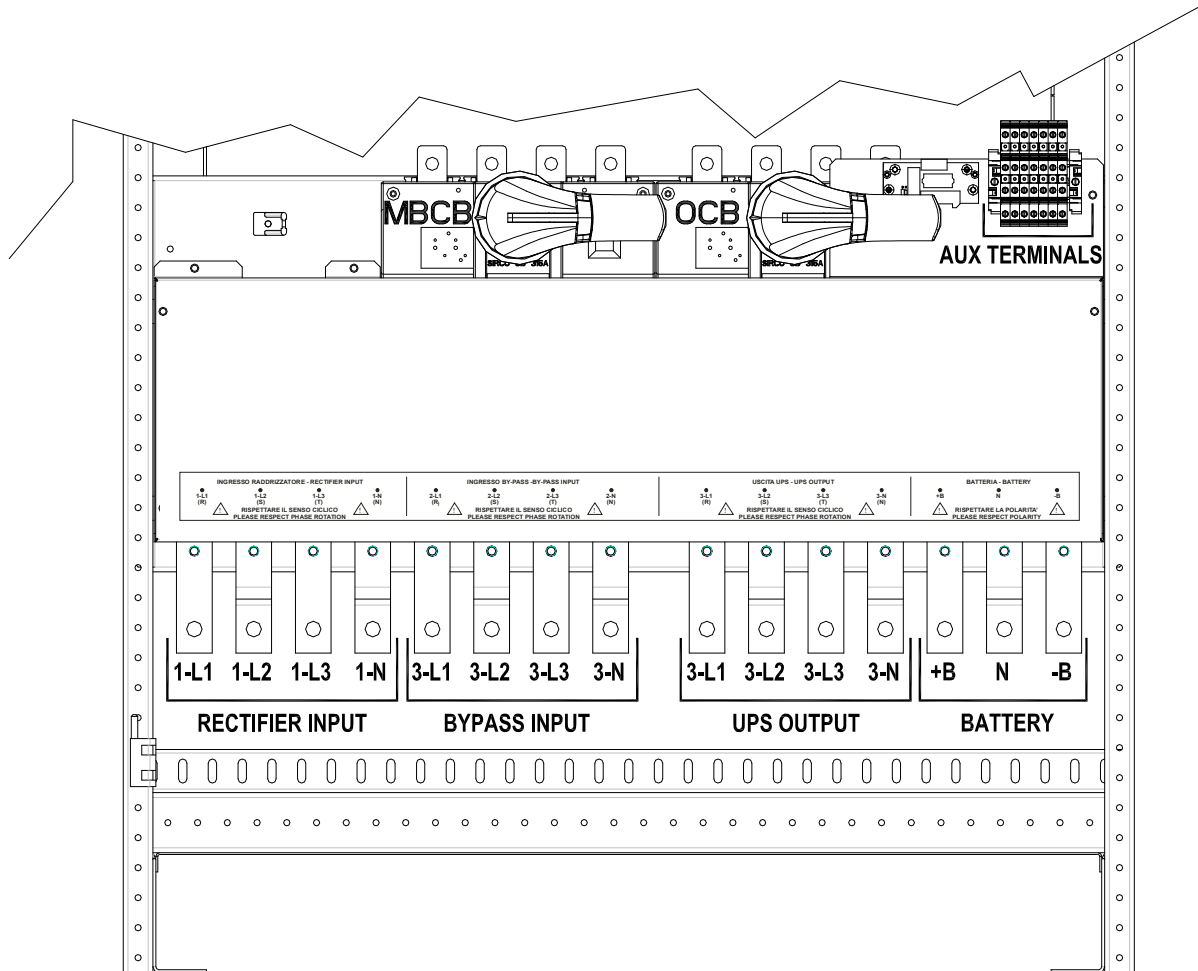 MBCB
OCB
SIRCO 315A
SIRCO 315A
AUX TERMINALS
INGRESSO RADDRIZZATORE - RECTIFIER INPUT
1-L1 1-L2 1-L3 1-N
(R) (S) (T) (N)
RISPETTARE IL SENSO CICLICO
PLEASE RESPECT PHASE ROTATION
INGRESSO BY-PASS -BY-PASS INPUT
2-L1 2-L2 2-L3 2-N
(R) (S) (T) (N)
RISPETTARE IL SENSO CICLICO
PLEASE RESPECT PHASE ROTATION
USCITA UPS - UPS OUTPUT
3-L1 3-L2 3-L3 3-N
(R) (S) (T) (N)
RISPETTARE IL SENSO CICLICO
PLEASE RESPECT PHASE ROTATION
BATTERIA - BATTERY
+B N -B
RISPETTARE LA POLARITA'
PLEASE RESPECT POLARITY
1-L1 1-L2 1-L3 1-N 3-L1 3-L2 3-L3 3-N 3-L1 3-L2 3-L3 3-N +B N -B
RECTIFIER INPUT BYPASS INPUT UPS OUTPUT BATTERY